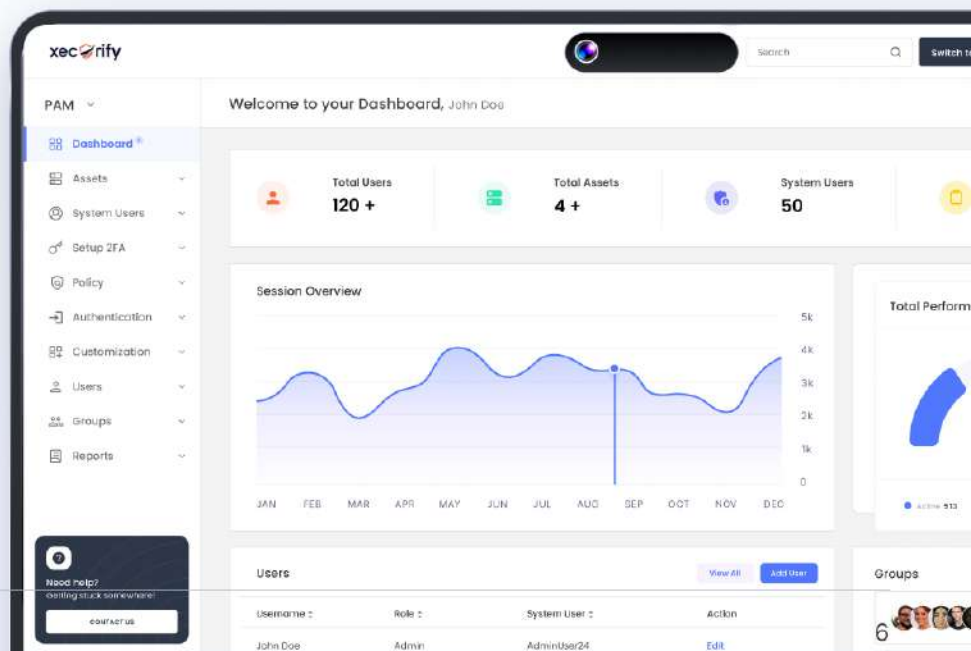 xecurify
Search
Switch to
PAM
Welcome to your Dashboard, John Doe
Dashboard
Assets
System Users
Setup 2FA
Policy
Authentication
Customization
Users
Groups
Reports
Total Users
120 +
Total Assets
4 +
System Users
50
Session Overview
5k
4k
3k
2k
1k
0
JAN FEB MAR APR MAY JUN JUL AUG SEP OCT NOV DEC
Total Perform
Active 913
Need help?
Getting stuck somewhere!
CONTACT US
Users
View All
Add User
Username Role System User Action
John Doe Admin AdminUser24 Edit
Groups
6